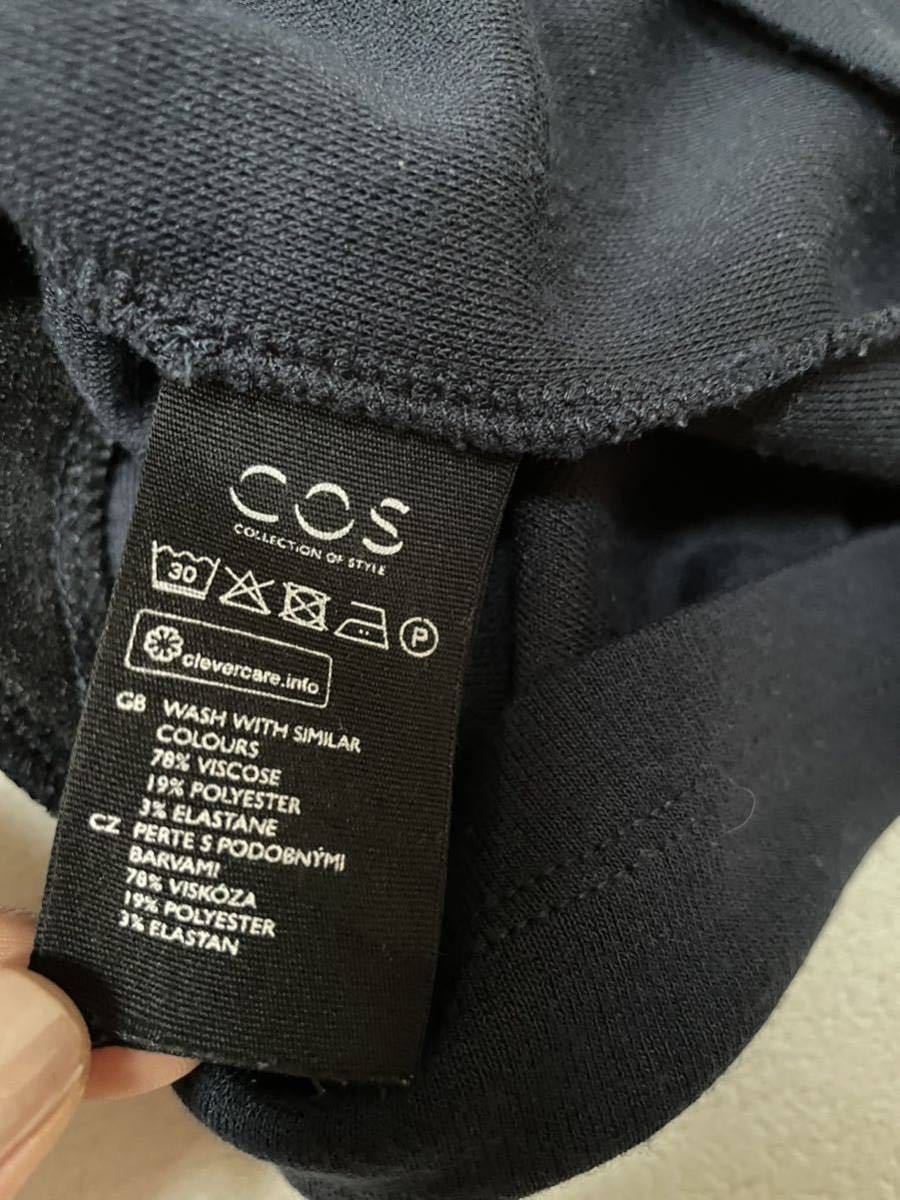 COS
COLLECTION OF STYLE
30 P
clevercare.info
GB WASH WITH SIMILAR
COLOURS
78% VISCOSE
19% POLYESTER
3% ELASTANE
CZ PERTE S PODOBNÝMI
BARVAMI
78% VISKÓZA
19% POLYESTER
3% ELASTAN